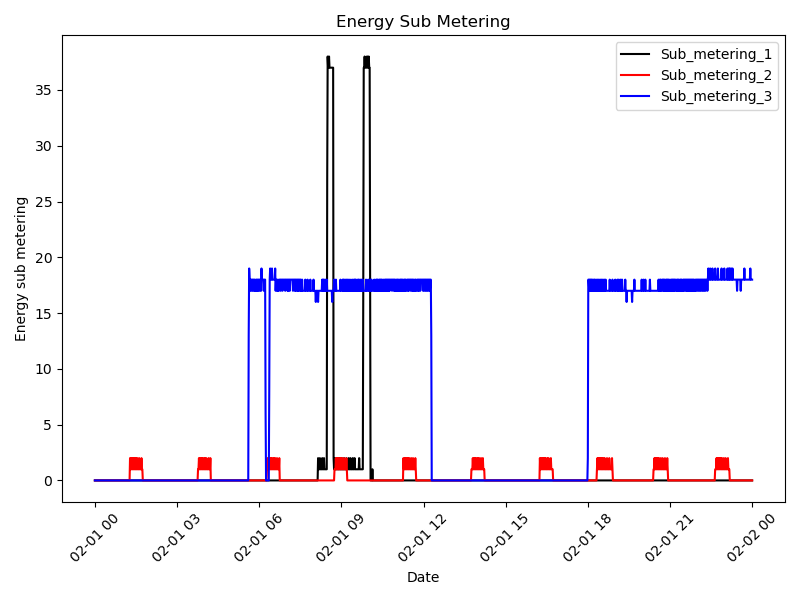 Energy Sub Metering
Sub_metering_1
Sub_metering_2
Sub_metering_3
Energy sub metering
35
30
25
20
15
10
5
0
02-01 00
02-01 03
02-01 06
02-01 09
02-01 12
02-01 15
02-01 18
02-01 21
02-02 00
Date